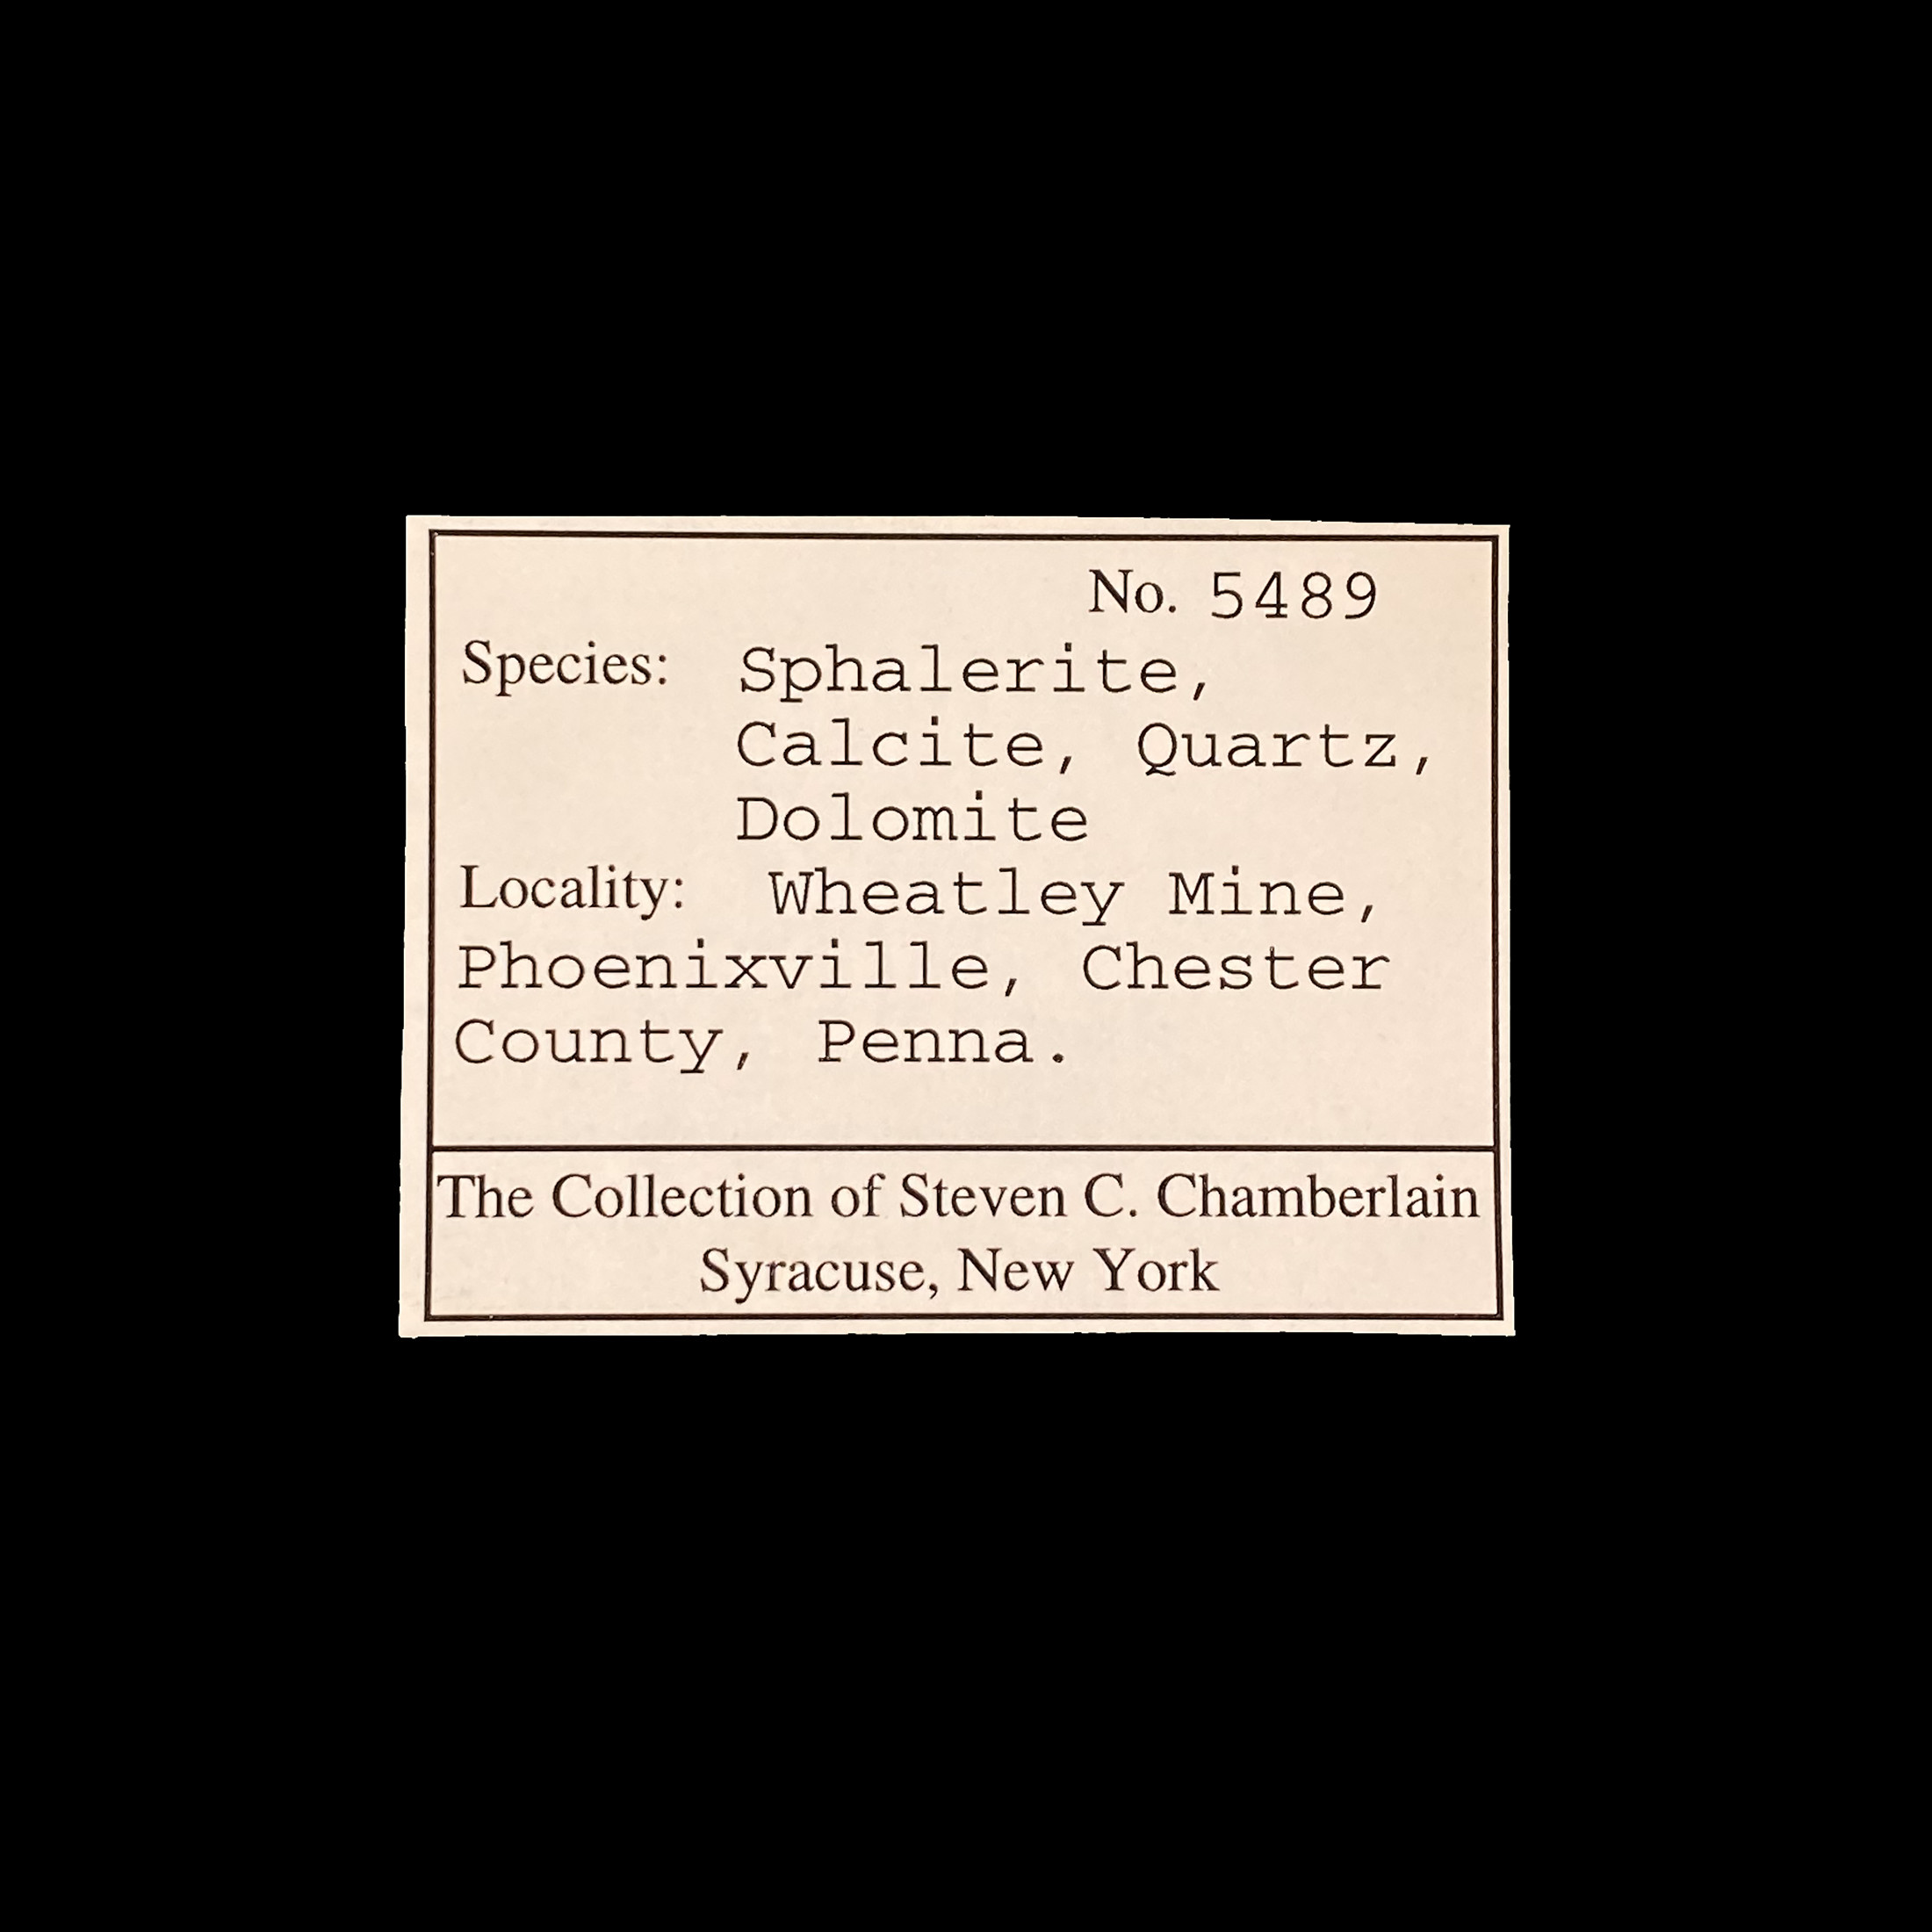 No. 5489
Species: Sphalerite,
Calcite, Quartz,
Dolomite
Locality: Wheatley Mine,
Phoenixville, Chester
County, Penna.
The Collection of Steven C. Chamberlain
Syracuse, New York